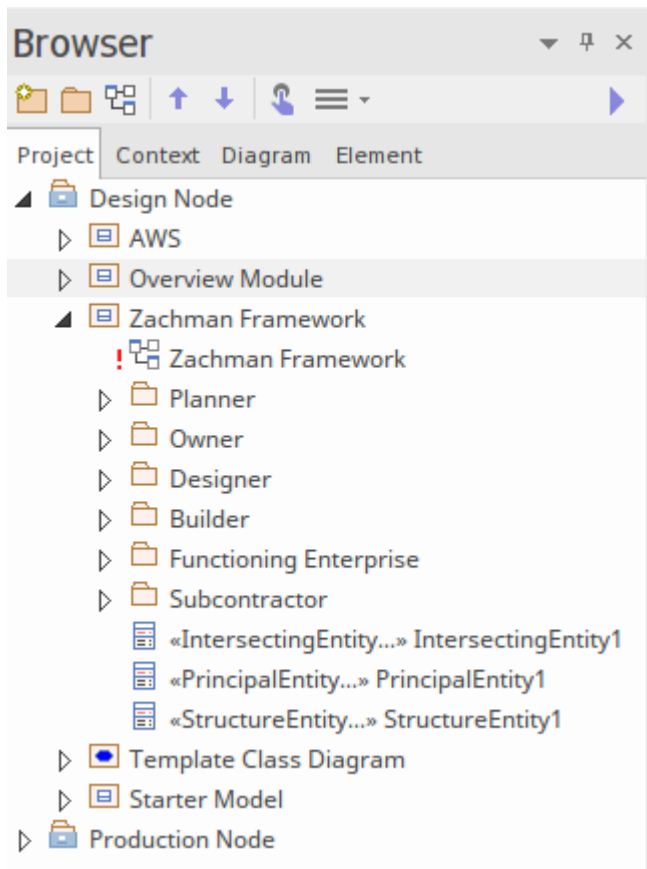 Browser
Project Context Diagram Element
Design Node
AWS
Overview Module
Zachman Framework
Zachman Framework
Planner
Owner
Designer
Builder
Functioning Enterprise
Subcontractor
«IntersectingEntity...» IntersectingEntity1
«PrincipalEntity...» PrincipalEntity1
«StructureEntity...» StructureEntity1
Template Class Diagram
Starter Model
Production Node